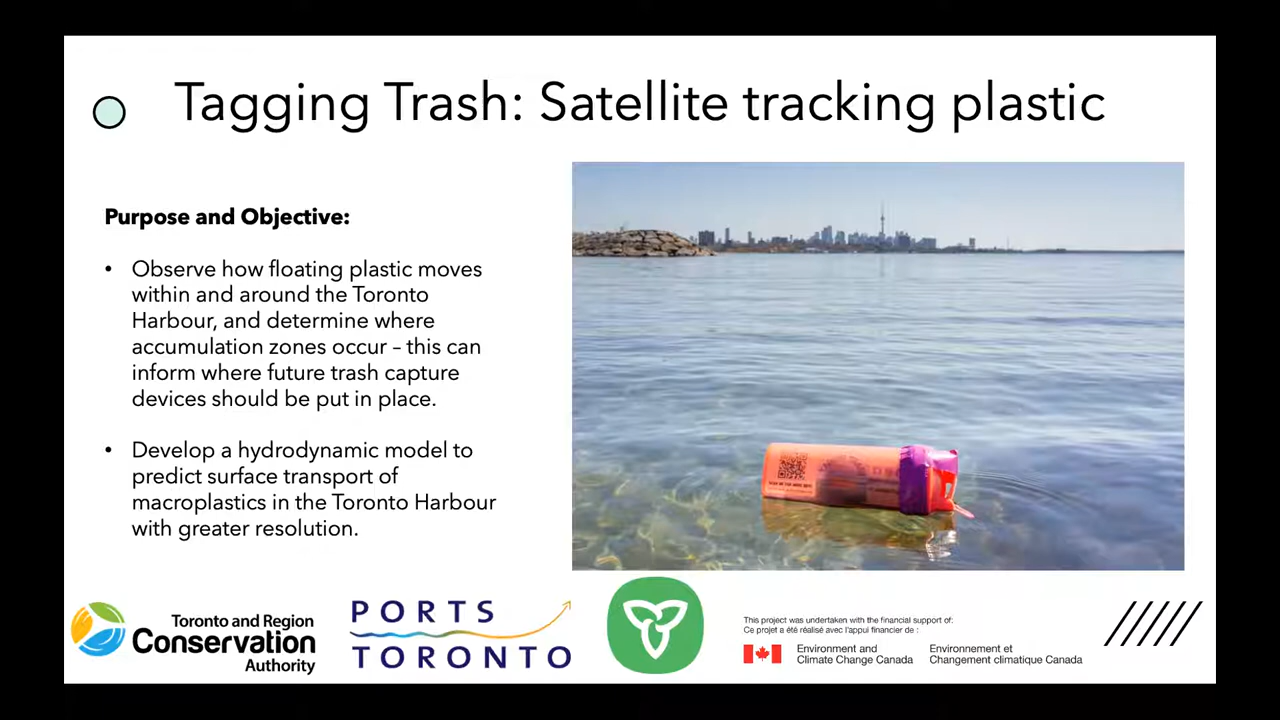 Tagging Trash: Satellite tracking plastic
Purpose and Objective:
• Observe how floating plastic moves
within and around the Toronto
Harbour, and determine where
accumulation zones occur – this can
inform where future trash capture
devices should be put in place.
• Develop a hydrodynamic model to
predict surface transport of
macroplastics in the Toronto Harbour
with greater resolution.
Toronto and Region
Conservation
Authority
PORTS
TORONTO
This project was undertaken with the financial support of:
Ce projet a été réalisé avec l'appui financier de :
Environment and
Climate Change Canada
Environnement et
Changement climatique Canada